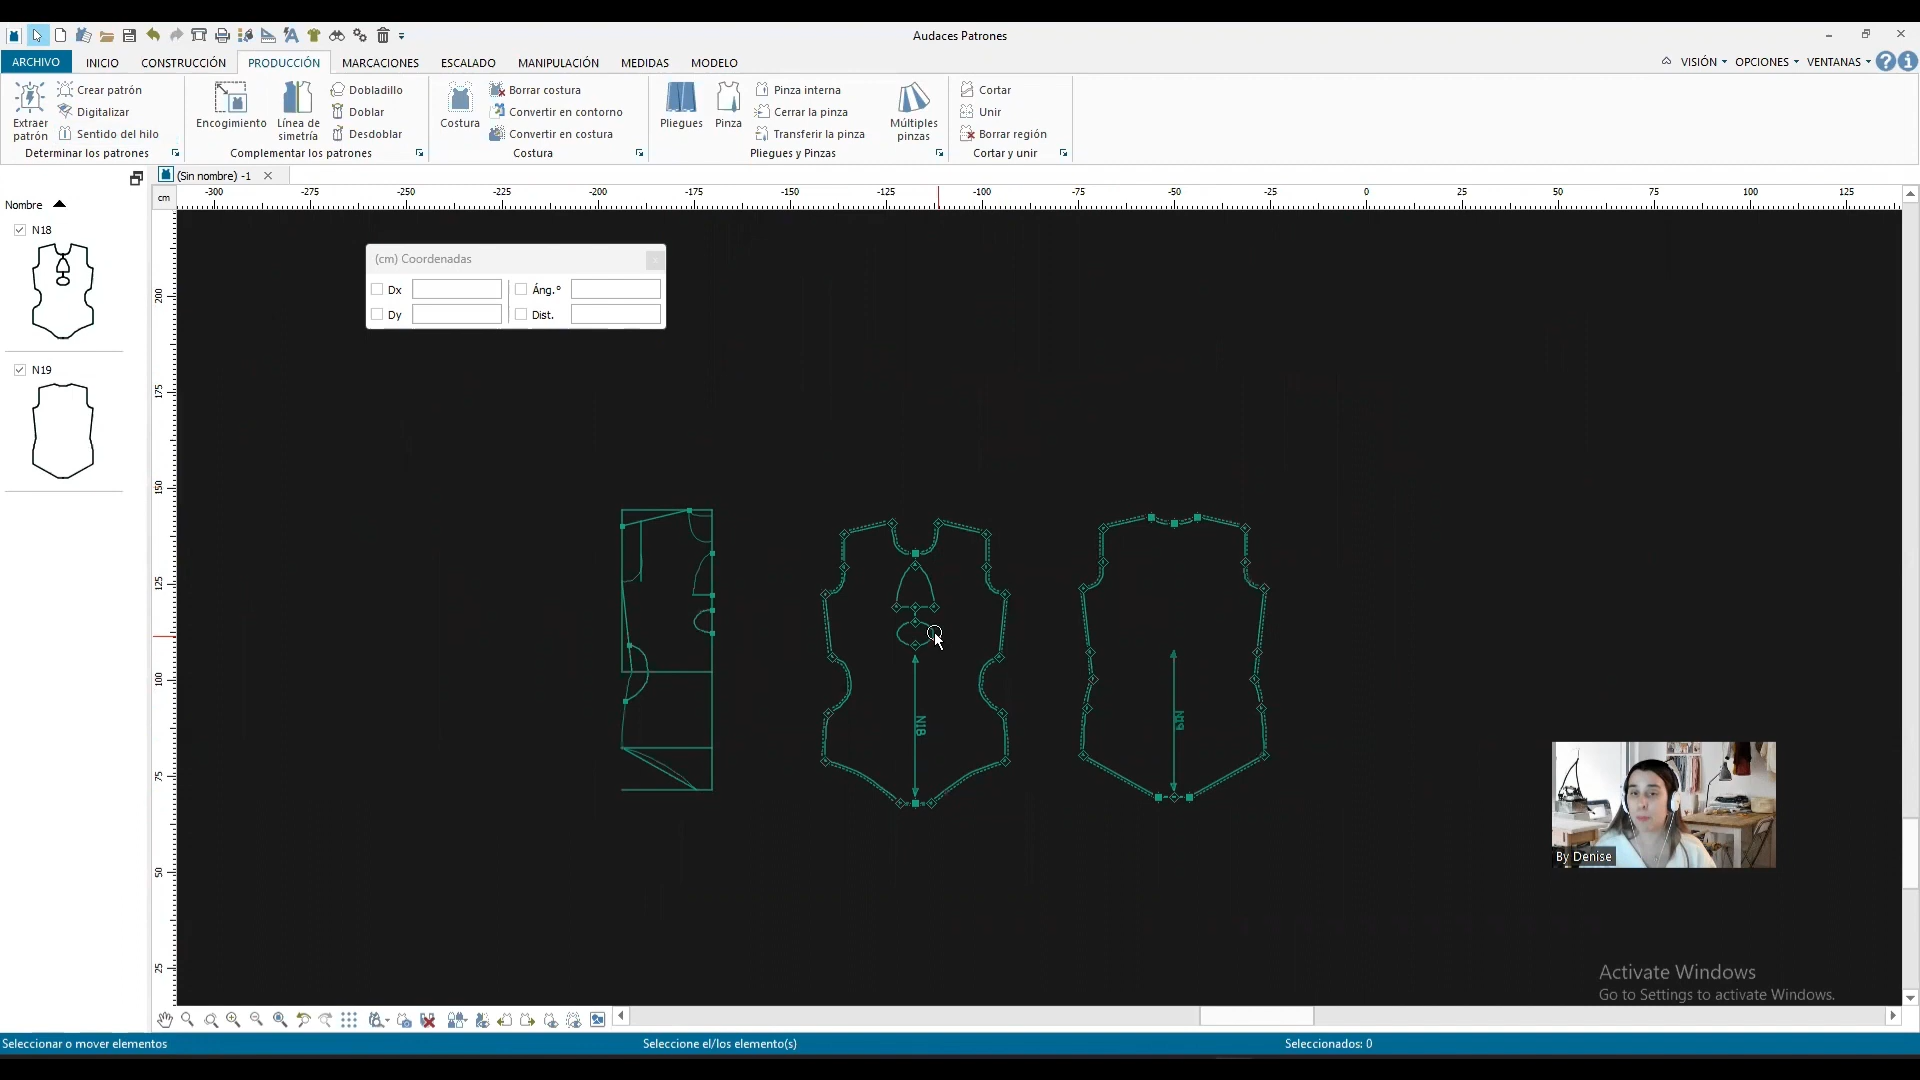 Audaces Patrones
ARCHIVO INICIO CONSTRUCCIÓN PRODUCCIÓN MARCACIONES ESCALADO MANIPULACIÓN MEDIDAS MODELO VISIÓN OPCIONES VENTANAS
Extraer patrón
Crear patrón
Digitalizar
Sentido del hilo
Determinar los patrones
Encogimiento
Línea de simetría
Dobladillo
Doblar
Desdoblar
Complementar los patrones
Costura
Borrar costura
Convertir en contorno
Convertir en costura
Costura
Pliegues
Pinza
Pinza interna
Cerrar la pinza
Transferir la pinza
Múltiples pinzas
Pliegues y Pinzas
Cortar
Unir
Borrar región
Cortar y unir
(Sin nombre) -1
Nombre
cm -300 -275 -250 -225 -200 -175 -150 -125 -100 -75 -50 -25 0 25 50 75 100 125
N18
N19
(cm) Coordenadas
Dx Áng.°
Dy Dist.
200
175
150
125
100
75
50
25
N18
N19
By Denise
Activate Windows
Go to Settings to activate Windows.
Seleccionar o mover elementos Seleccione el/los elemento(s) Seleccionados: 0